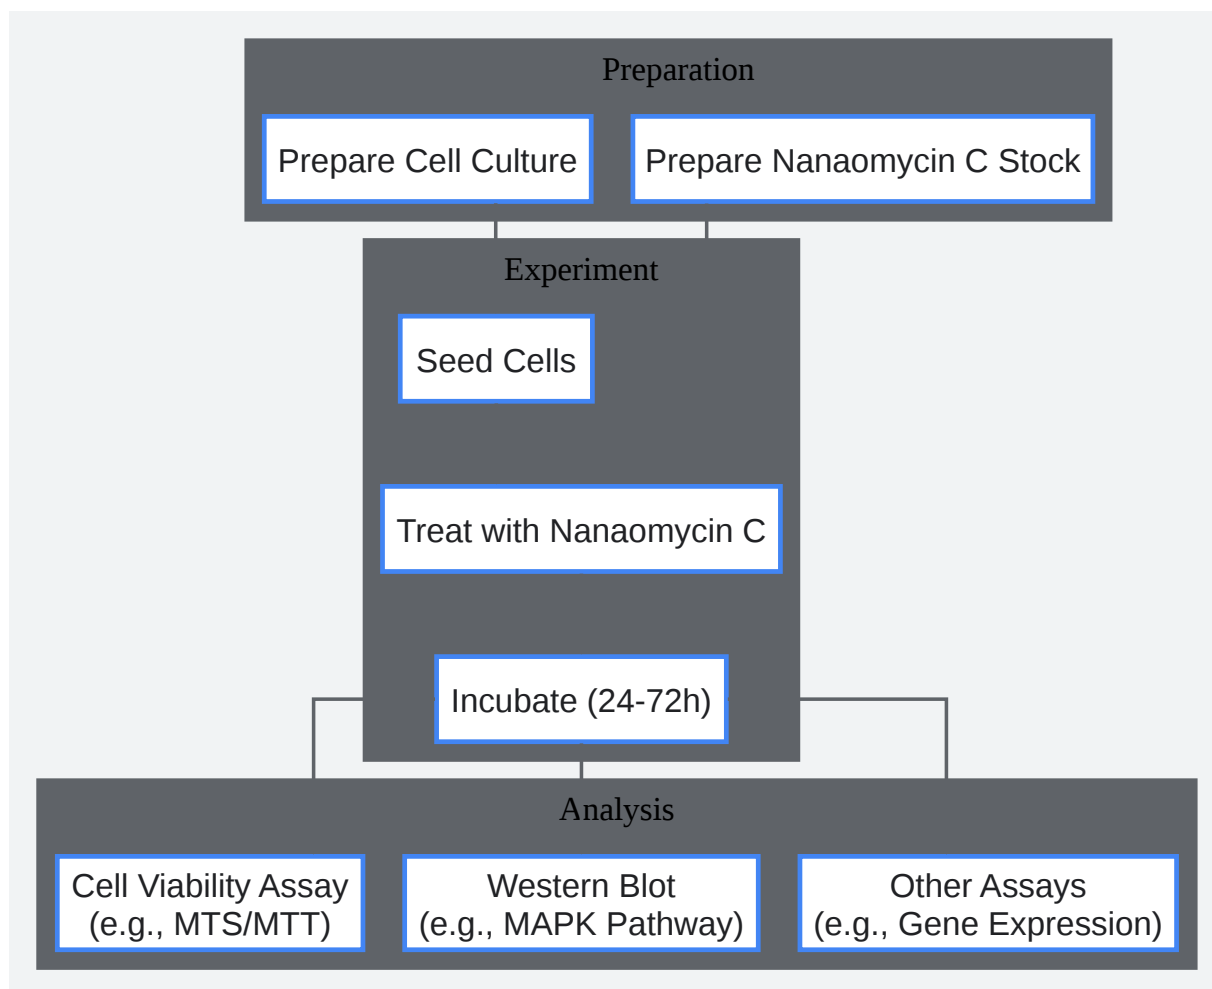 Preparation
Prepare Cell Culture
Prepare Nanaomycin C Stock
Experiment
Seed Cells
Treat with Nanaomycin C
Incubate (24-72h)
Analysis
Cell Viability Assay
(e.g., MTS/MTT)
Western Blot
(e.g., MAPK Pathway)
Other Assays
(e.g., Gene Expression)